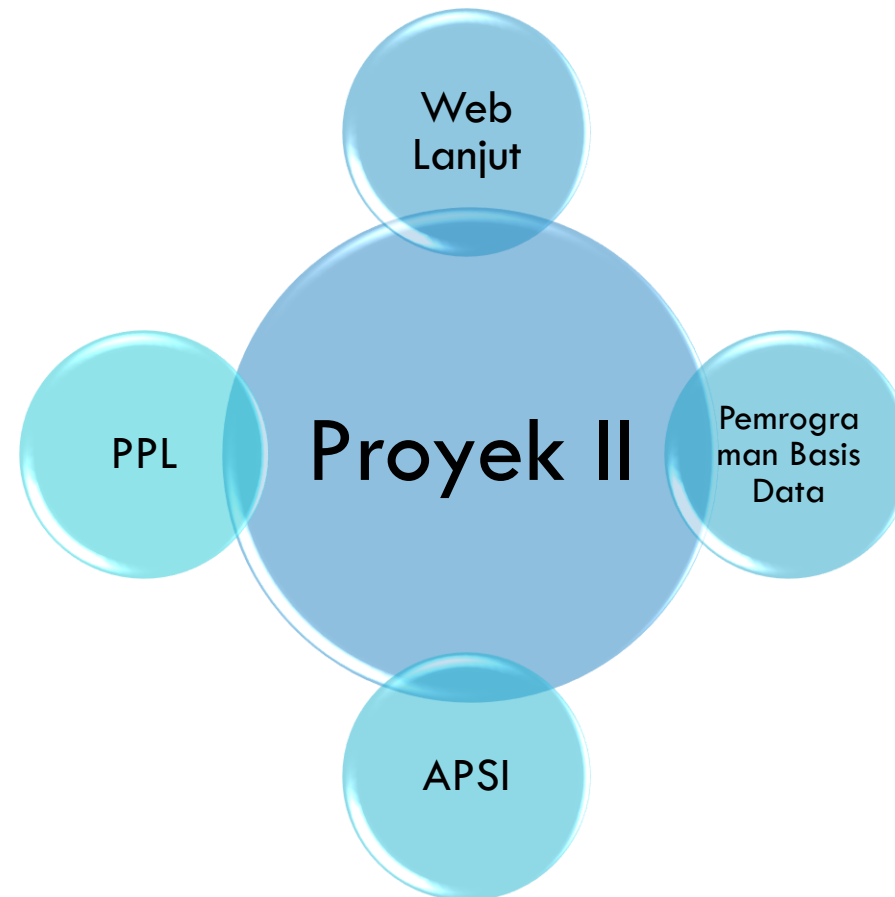 Web
Lanjut
PPL
Proyek II
Pemrogra
man Basis
Data
APSI